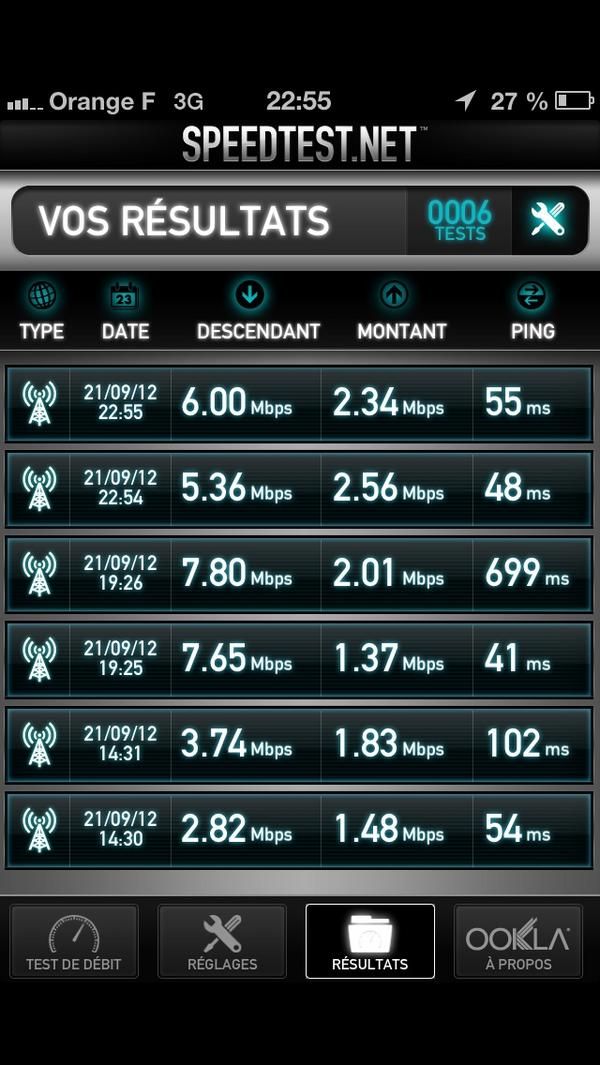 Orange F 3G 22:55 27 %
SPEEDTEST.NET™
VOS RÉSULTATS
0006
TESTS
23
TYPE DATE DESCENDANT MONTANT PING
21/09/12
22:55
6.00 Mbps 2.34 Mbps 55 ms
21/09/12
22:54
5.36 Mbps 2.56 Mbps 48 ms
21/09/12
19:26
7.80 Mbps 2.01 Mbps 699 ms
21/09/12
19:25
7.65 Mbps 1.37 Mbps 41 ms
21/09/12
14:31
3.74 Mbps 1.83 Mbps 102 ms
21/09/12
14:30
2.82 Mbps 1.48 Mbps 54 ms
OOKLA
TEST DE DÉBIT RÉGLAGES RÉSULTATS À PROPOS